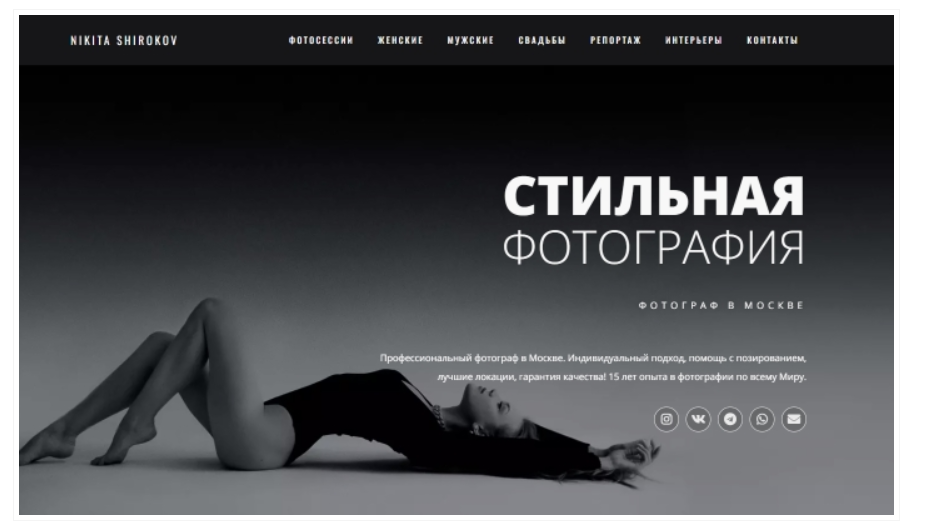 NIKITA SHIROKOV
ФОТОСЕССИИ ЖЕНСКИЕ МУЖСКИЕ СВАДЬБЫ РЕПОРТАЖ ИНТЕРЬЕРЫ КОНТАКТЫ
СТИЛЬНАЯ
ФОТОГРАФИЯ
ФОТОГРАФ В МОСКВЕ
Профессиональный фотограф в Москве. Индивидуальный подход, помощь с позированием,
лучшие локации, гарантия качества! 15 лет опыта в фотографии по всему Миру.